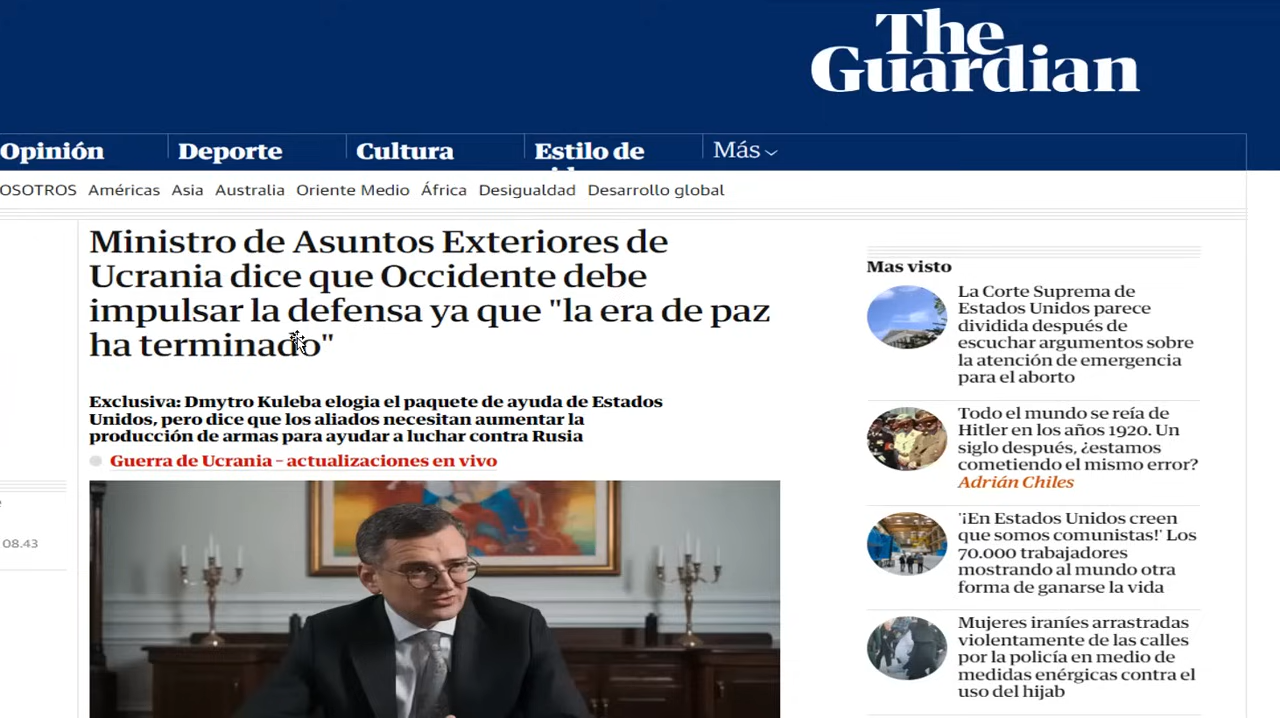 The
Guardian
Opinión
Deporte
Cultura
Estilo de
Más
OSOTROS
Américas
Asia
Australia
Oriente Medio
África
Desigualdad
Desarrollo global
Ministro de Asuntos Exteriores de
Ucrania dice que Occidente debe
impulsar la defensa ya que "la era de paz
ha terminado"
Exclusiva: Dmytro Kuleba elogia el paquete de ayuda de Estados
Unidos, pero dice que los aliados necesitan aumentar la
producción de armas para ayudar a luchar contra Rusia
Guerra de Ucrania – actualizaciones en vivo
08.43
Mas visto
La Corte Suprema de
Estados Unidos parece
dividida después de
escuchar argumentos sobre
la atención de emergencia
para el aborto
Todo el mundo se reía de
Hitler en los años 1920. Un
siglo después, ¿estamos
cometiendo el mismo error?
Adrián Chiles
'¡En Estados Unidos creen
que somos comunistas!' Los
70.000 trabajadores
mostrando al mundo otra
forma de ganarse la vida
Mujeres iraníes arrastradas
violentamente de las calles
por la policía en medio de
medidas enérgicas contra el
uso del hijab